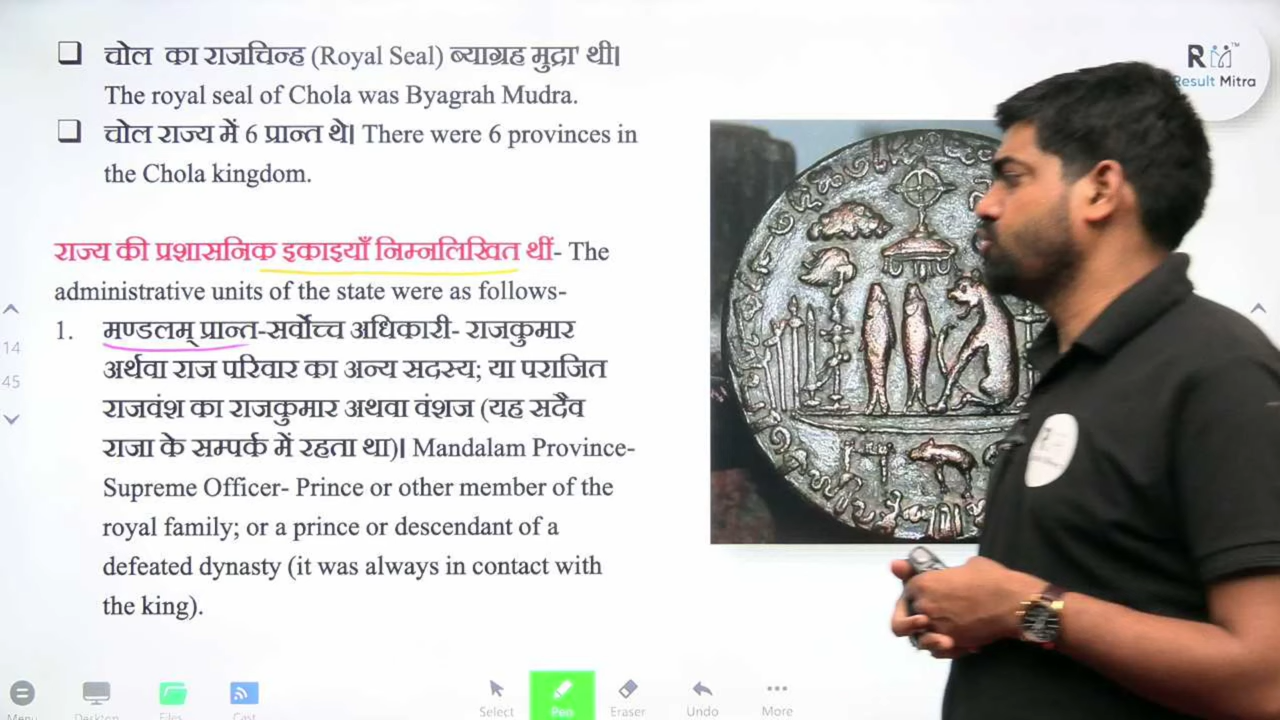 चोल का राजचिन्ह (Royal Seal) ब्याग्रह मुद्रा' थी|
The royal seal of Chola was Byagrah Mudra.
चोल राज्य में 6 प्रान्त थे| There were 6 provinces in
the Chola kingdom.
राज्य की प्रशासनिक इकाइयाँ निम्नलिखित थीं- The
administrative units of the state were as follows-
1. मण्डलम् प्रान्त-सर्वोच्च अधिकारी- राजकुमार
अर्थवा राज परिवार का अन्य सदस्य; या पराजित
राजवंश का राजकुमार अथवा वंशज (यह सदैव
राजा के सम्पर्क में रहता था)| Mandalam Province-
Supreme Officer- Prince or other member of the
royal family; or a prince or descendant of a
defeated dynasty (it was always in contact with
the king).
14
45
Result Mitra
Menu Desktop Files Cast Select Pen Eraser Undo More